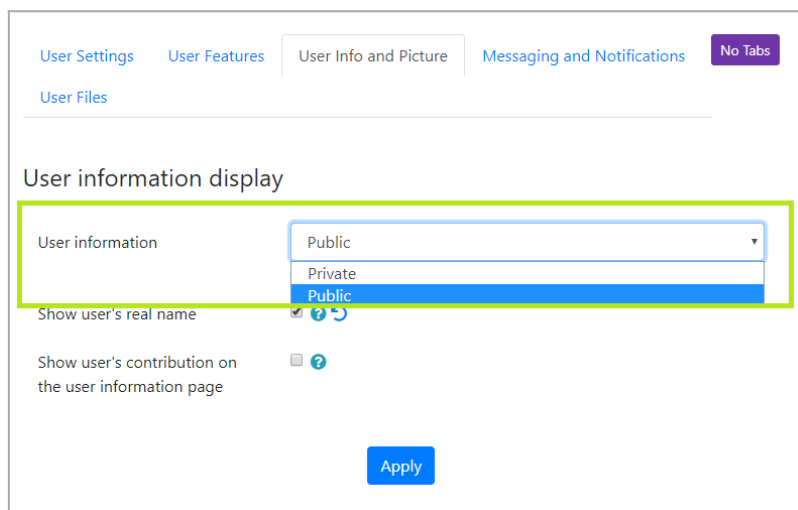 User Settings
User Features
User Info and Picture
Messaging and Notifications
No Tabs
User Files
User information display
User information
Public
Private
Public
Show user's real name
Show user's contribution on
the user information page
Apply